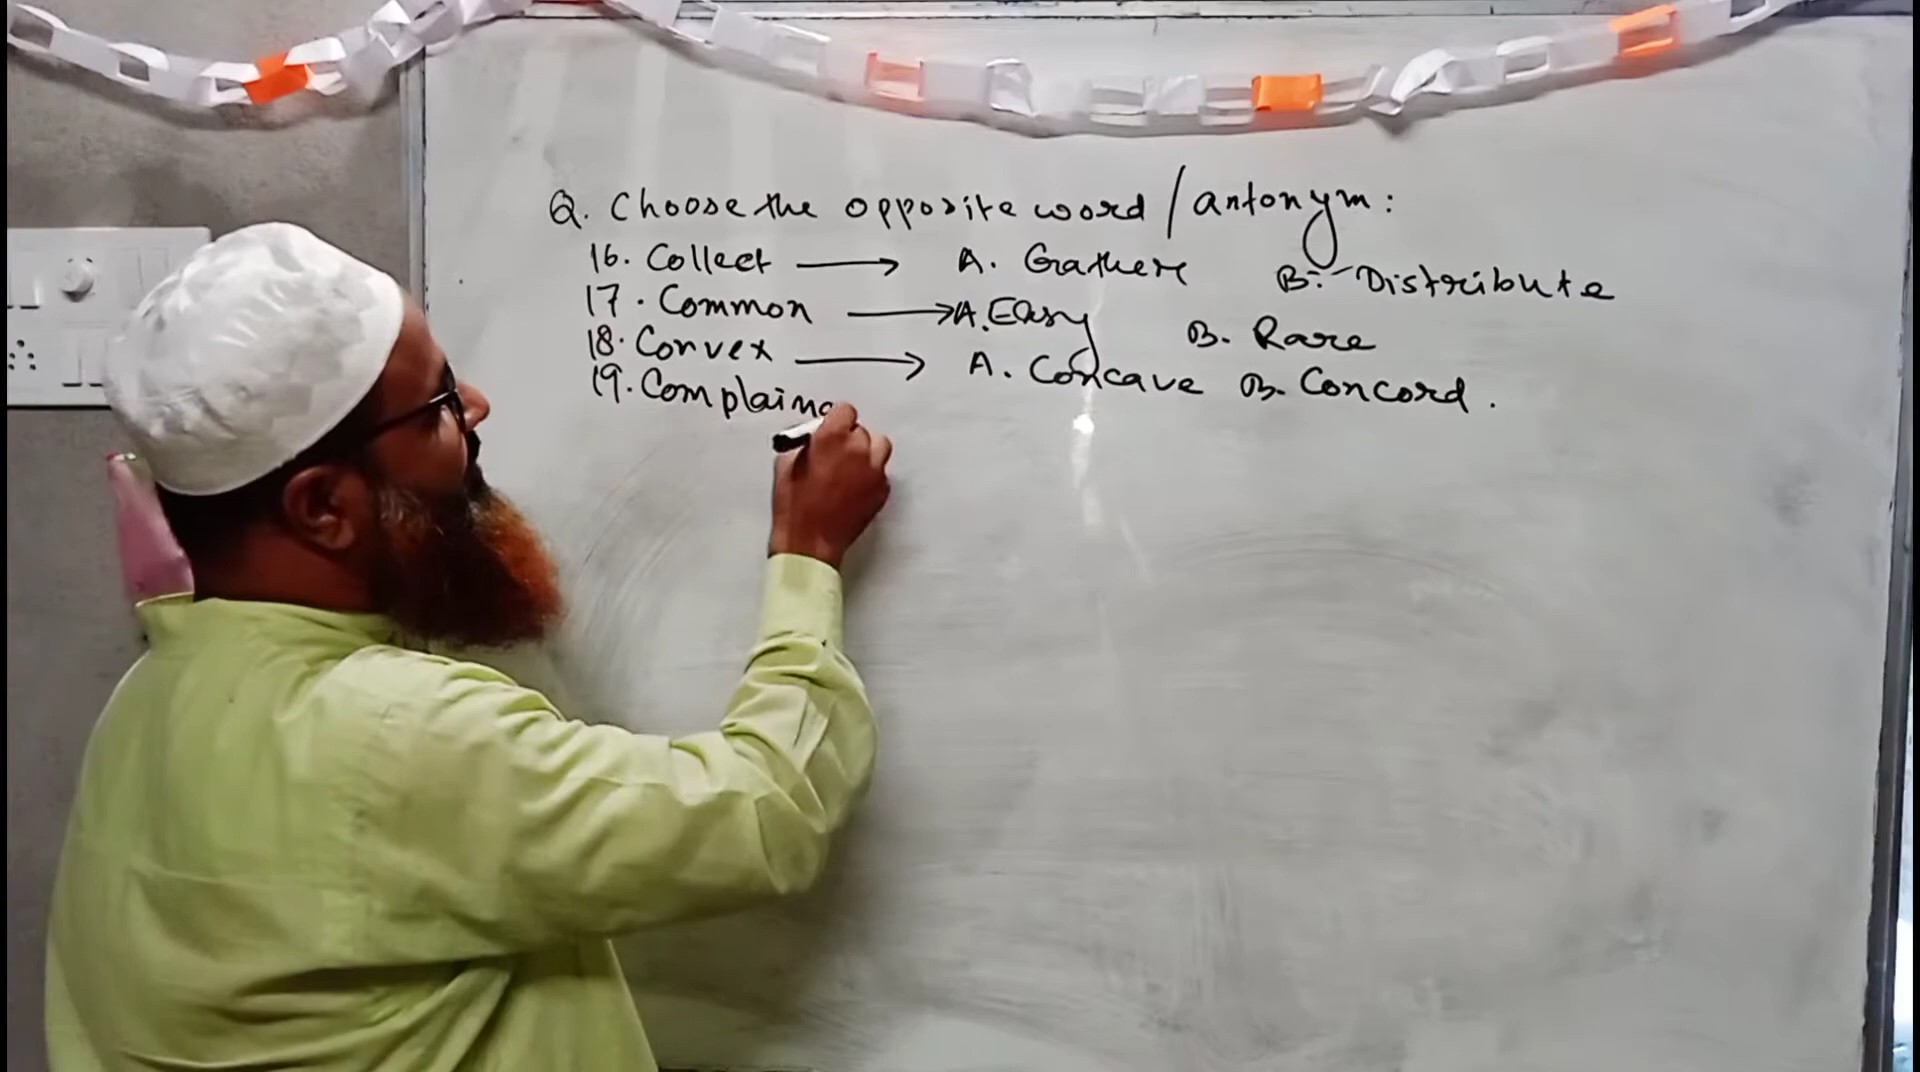 Q. Choose the opposite word / antonym:
16. Collect → A. Gathere B. Distribute
17. Common → A. Easy B. Rare
18. Convex → A. Concave B. Concord.
19. Complain